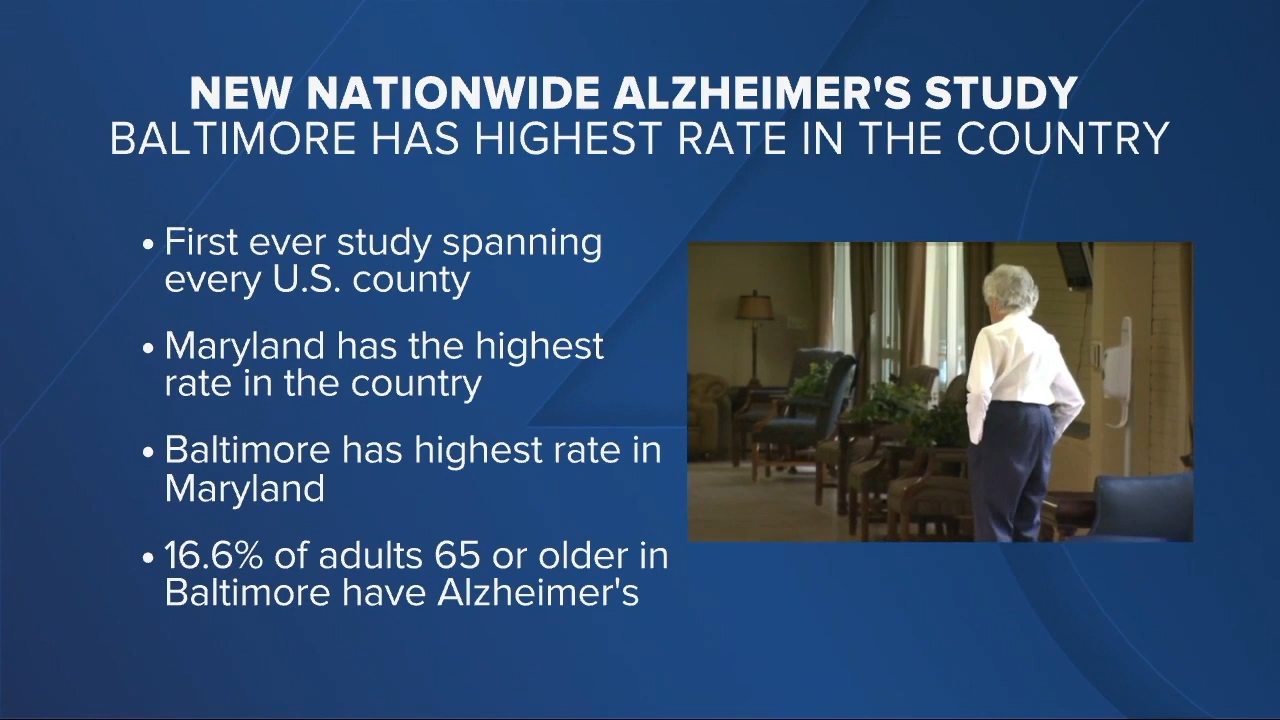 NEW NATIONWIDE ALZHEIMER'S STUDY
BALTIMORE HAS HIGHEST RATE IN THE COUNTRY
• First ever study spanning
every U.S. county
• Maryland has the highest
rate in the country
• Baltimore has highest rate in
Maryland
• 16.6% of adults 65 or older in
Baltimore have Alzheimer's